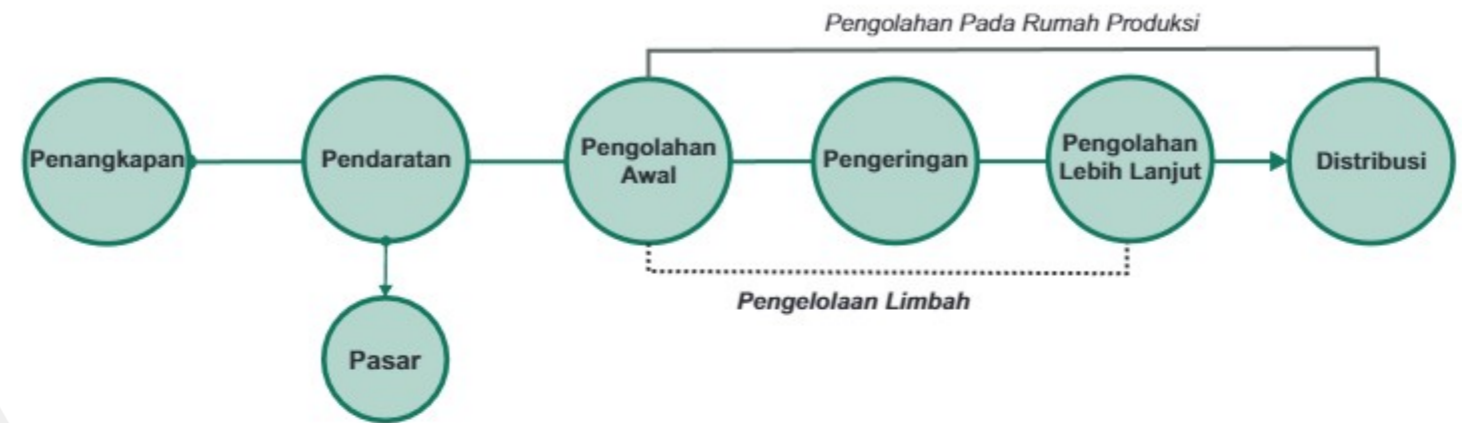 Pengolahan Pada Rumah Produksi
Penangkapan
Pendaratan
Pengolahan
Awal
Pengeringan
Pengolahan
Lebih Lanjut
Distribusi
Pengelolaan Limbah
Pasar